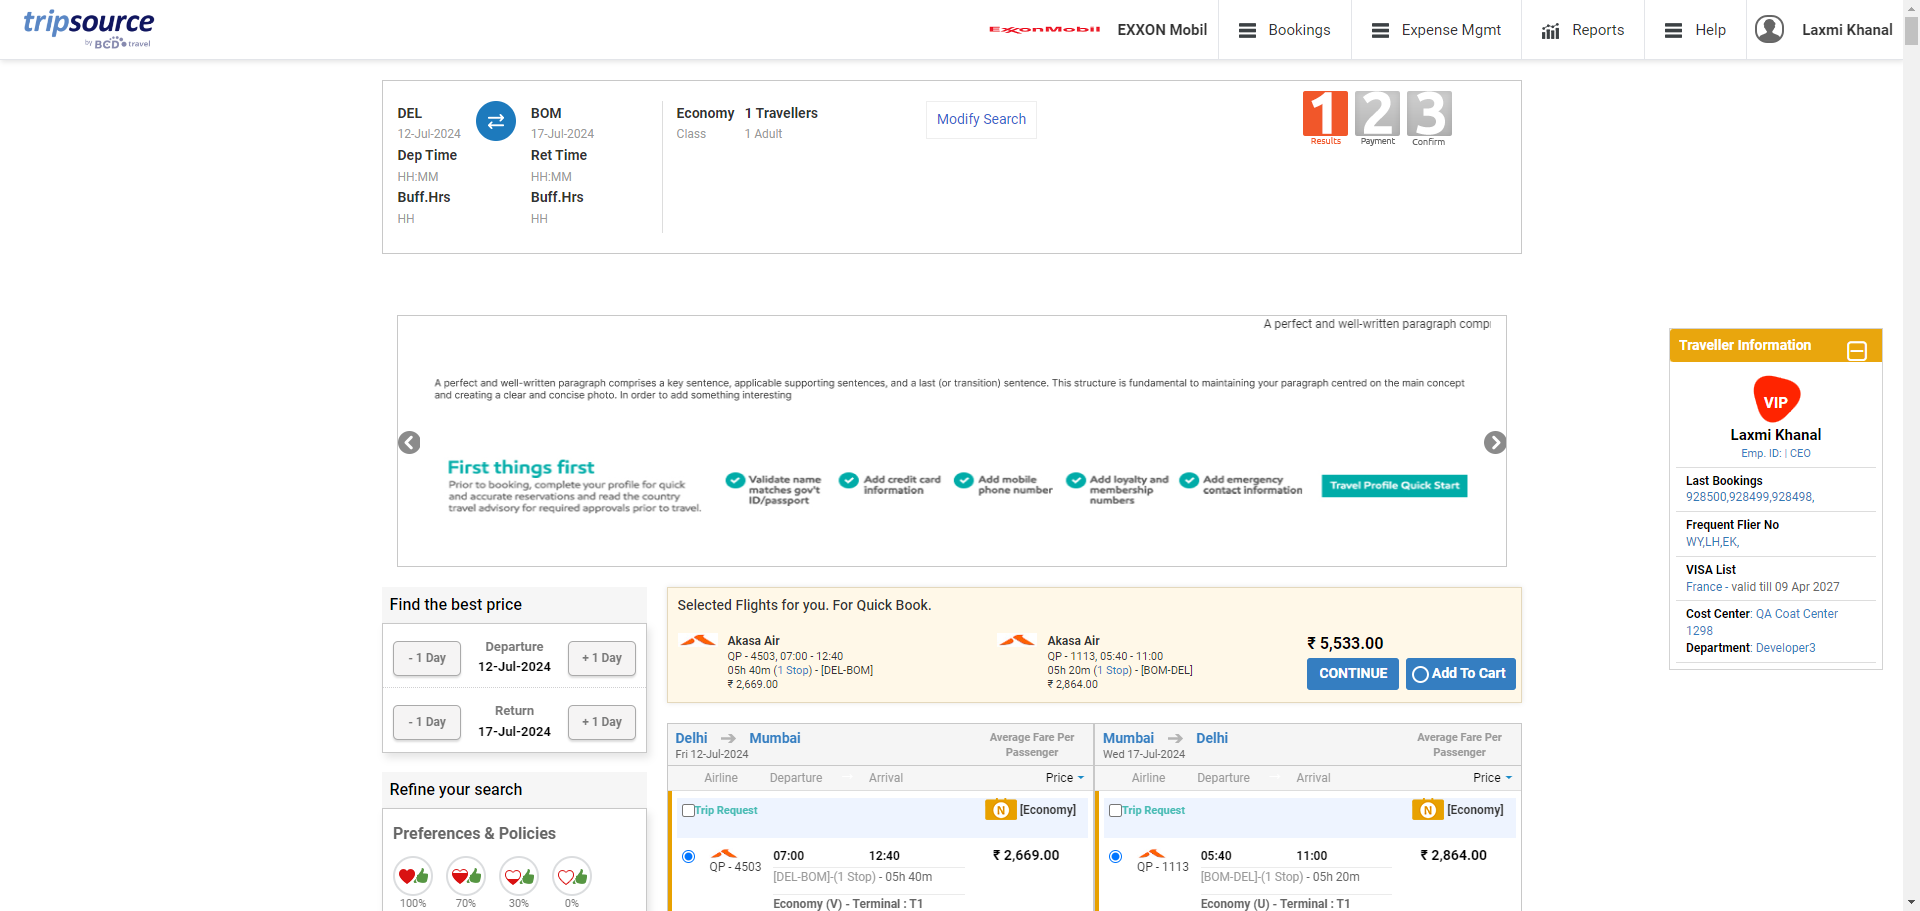 tripsource
by BCD travel
ExxonMobil
EXXON Mobil
Bookings
Expense Mgmt
Reports
Help
Laxmi Khanal
DEL
12-Jul-2024
Dep Time
HH:MM
Buff.Hrs
HH
BOM
17-Jul-2024
Ret Time
HH:MM
Buff.Hrs
HH
Economy
Class
1 Travellers
1 Adult
Modify Search
1
Results
2
Payment
3
Confirm
A perfect and well-written paragraph comp
A perfect and well-written paragraph comprises a key sentence, applicable supporting sentences, and a last (or transition) sentence. This structure is fundamental to maintaining your paragraph centred on the main concept
and creating a clear and concise photo. In order to add something interesting
First things first
Prior to booking, complete your profile for quick
and accurate reservations and read the country
travel advisory for required approvals prior to travel.
Validate name
matches gov't
ID/passport
Add credit card
information
Add mobile
phone number
Add loyalty and
membership
numbers
Add emergency
contact information
Travel Profile Quick Start
Traveller Information
VIP
Laxmi Khanal
Emp. ID: | CEO
Last Bookings
928500,928499,928498,
Frequent Flier No
WY,LH,EK,
VISA List
France - valid till 09 Apr 2027
Cost Center: QA Coat Center
1298
Department: Developer3
Find the best price
- 1 Day
Departure
12-Jul-2024
+ 1 Day
- 1 Day
Return
17-Jul-2024
+ 1 Day
Refine your search
Preferences & Policies
100%
70%
30%
0%
Selected Flights for you. For Quick Book.
Akasa Air
QP - 4503, 07:00 - 12:40
05h 40m (1 Stop) - [DEL-BOM]
₹ 2,669.00
Akasa Air
QP - 1113, 05:40 - 11:00
05h 20m (1 Stop) - [BOM-DEL]
₹ 2,864.00
₹ 5,533.00
CONTINUE
Add To Cart
Delhi
Mumbai
Fri 12-Jul-2024
Average Fare Per
Passenger
Airline
Departure
Arrival
Price
Trip Request
N
[Economy]
QP - 4503
07:00
12:40
₹ 2,669.00
[DEL-BOM]-(1 Stop) - 05h 40m
Economy (V) - Terminal : T1
Mumbai
Delhi
Wed 17-Jul-2024
Average Fare Per
Passenger
Airline
Departure
Arrival
Price
Trip Request
N
[Economy]
QP - 1113
05:40
11:00
₹ 2,864.00
[BOM-DEL]-(1 Stop) - 05h 20m
Economy (U) - Terminal : T1